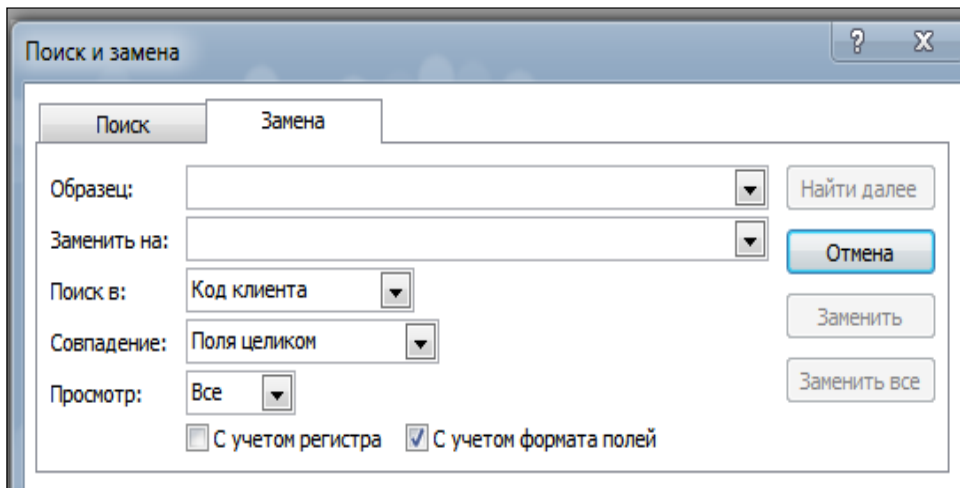 Поиск и замена
Поиск
Замена
Образец:
Найти далее
Заменить на:
Отмена
Поиск в: Код клиента
Заменить
Совпадение: Поля целиком
Заменить все
Просмотр: Все
С учетом регистра С учетом формата полей